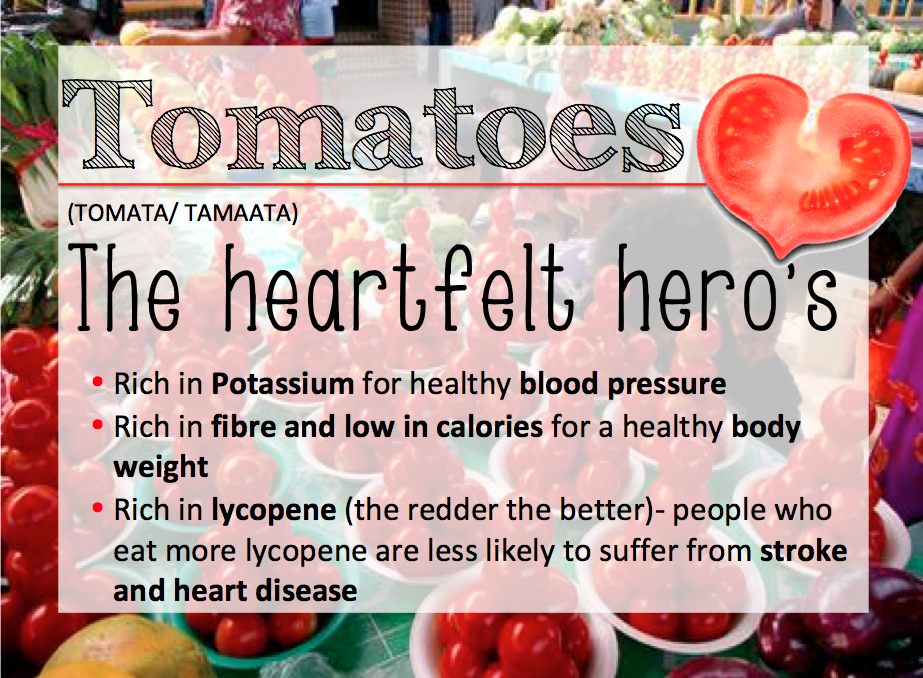 Tomatoes
(TOMATA/ TAMAATA)
The heartfelt hero's
• Rich in Potassium for healthy blood pressure
• Rich in fibre and low in calories for a healthy body
weight
• Rich in lycopene (the redder the better)- people who
eat more lycopene are less likely to suffer from stroke
and heart disease